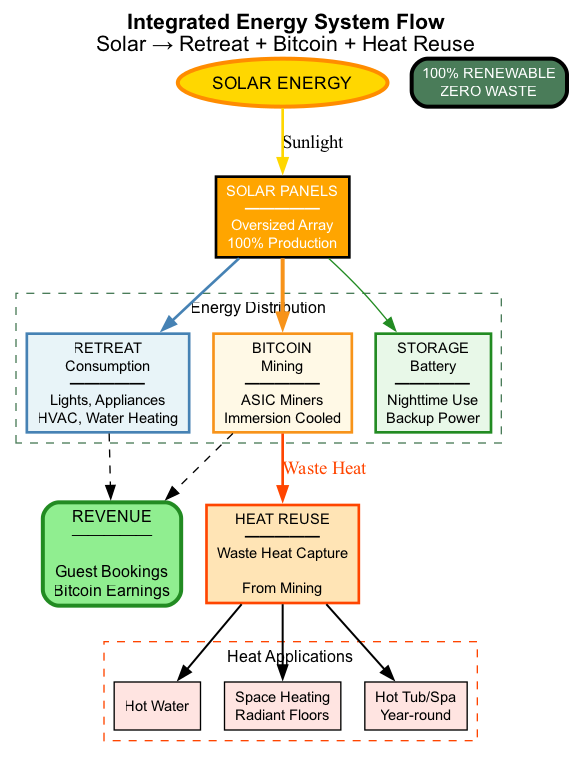 Integrated Energy System Flow
Solar → Retreat + Bitcoin + Heat Reuse
SOLAR ENERGY
100% RENEWABLE
ZERO WASTE
Sunlight
SOLAR PANELS
Oversized Array
100% Production
Energy Distribution
RETREAT
Consumption
Lights, Appliances
HVAC, Water Heating
BITCOIN
Mining
ASIC Miners
Immersion Cooled
STORAGE
Battery
Nighttime Use
Backup Power
Waste Heat
REVENUE
Guest Bookings
Bitcoin Earnings
HEAT REUSE
Waste Heat Capture
From Mining
Heat Applications
Hot Water
Space Heating
Radiant Floors
Hot Tub/Spa
Year-round